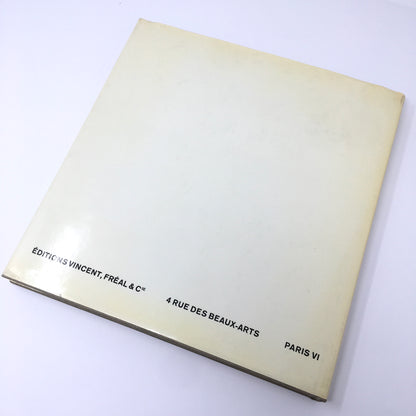 ÉDITIONS VINCENT, FRÉAL & Cie 4 RUE DES BEAUX-ARTS PARIS VI